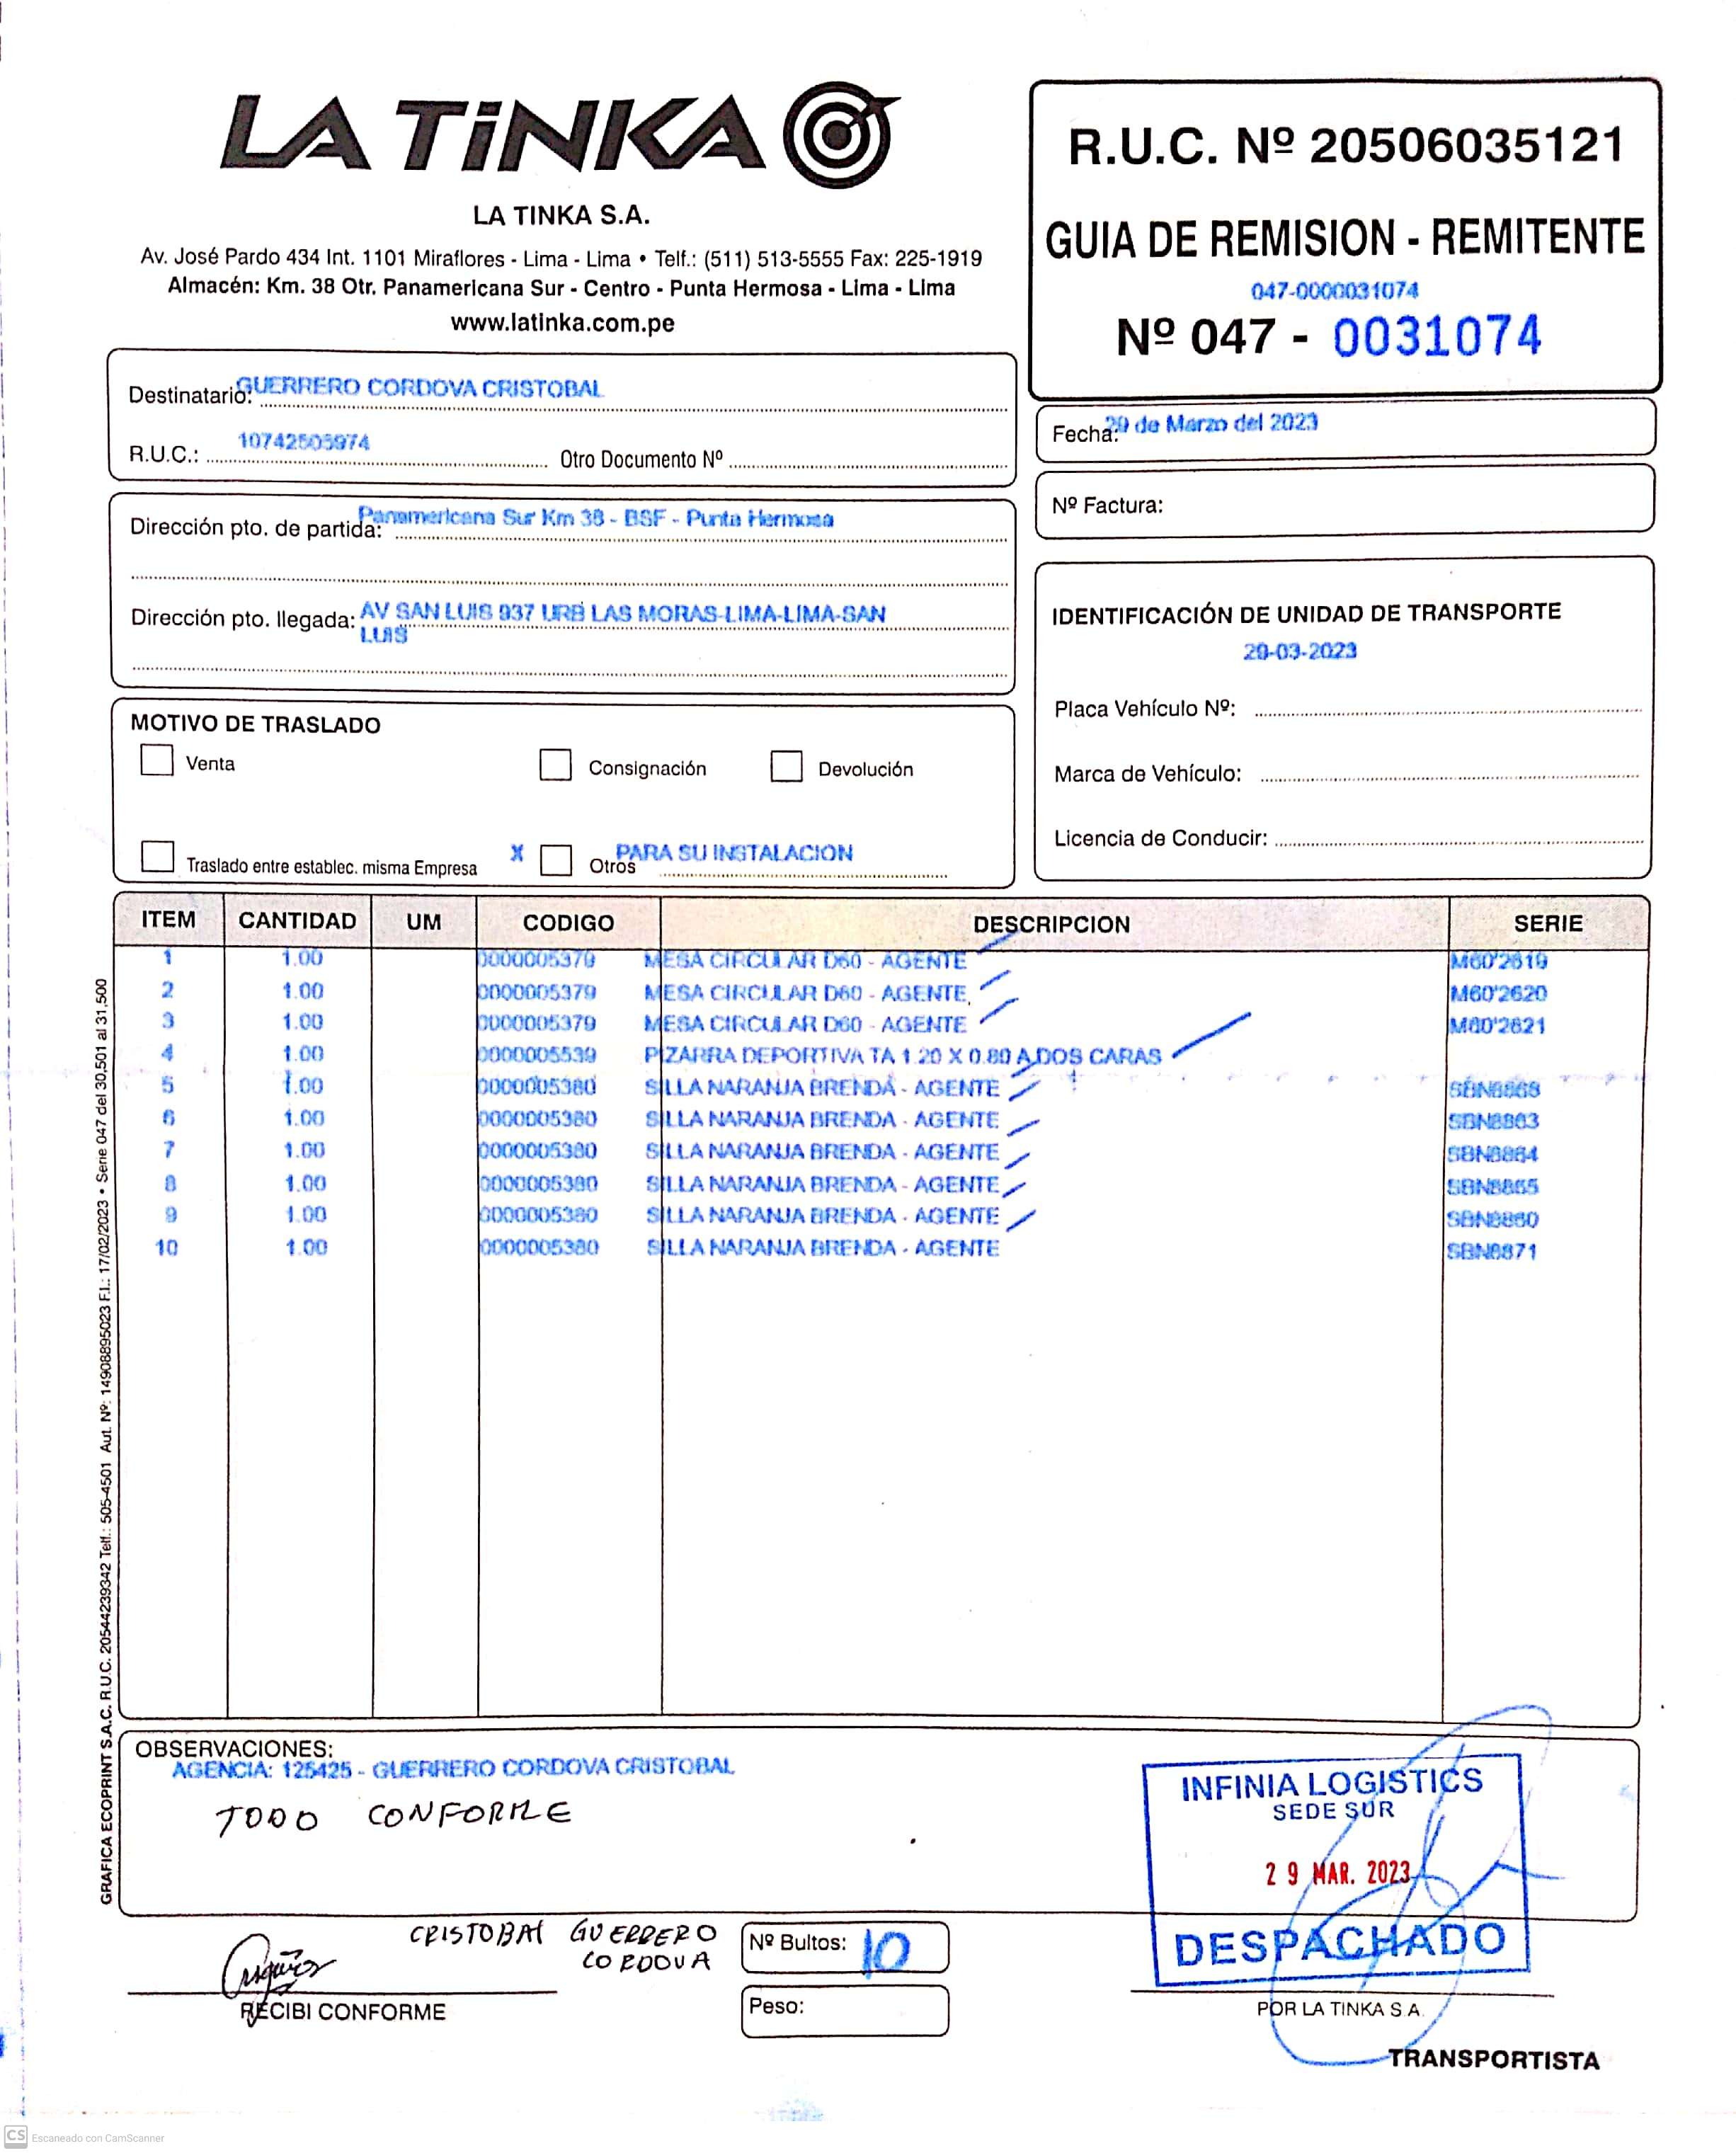 LA TiNKA
LA TINKA S.A.
Av. José Pardo 434 Int. 1101 Miraflores - Lima - Lima • Telf.: (511) 513-5555 Fax: 225-1919
Almacén: Km. 38 Otr. Panamericana Sur - Centro - Punta Hermosa - Lima - Lima
www.latinka.com.pe
R.U.C. Nº 20506035121
GUIA DE REMISION - REMITENTE
047-0000031074
Nº 047 - 0031074
Destinatario: GUERRERO CORDOVA CRISTOBAL
R.U.C.: 10742505974 Otro Documento Nº
Fecha: 29 de Marzo del 2023
Nº Factura:
Dirección pto. de partida: Panamericana Sur Km 38 - BSF - Punta Hermosa
Dirección pto. llegada: AV SAN LUIS 937 URB LAS MORAS-LIMA-LIMA-SAN
LUIS
IDENTIFICACIÓN DE UNIDAD DE TRANSPORTE
29-03-2023
Placa Vehículo Nº:
Marca de Vehículo:
Licencia de Conducir:
MOTIVO DE TRASLADO
Venta Consignación Devolución
Traslado entre establec. misma Empresa X Otros PARA SU INSTALACION
ITEM CANTIDAD UM CODIGO DESCRIPCION SERIE
1 1.00 0000005379 MESA CIRCULAR D60 - AGENTE M60'2619
2 1.00 0000005379 MESA CIRCULAR D60 - AGENTE M60'2620
3 1.00 0000005379 MESA CIRCULAR D60 - AGENTE M60'2621
4 1.00 0000005539 PIZARRA DEPORTIVA TA 1.20 X 0.80 A DOS CARAS
5 1.00 0000005380 SILLA NARANJA BRENDA - AGENTE
6 1.00 0000005380 SILLA NARANJA BRENDA - AGENTE SBN8863
7 1.00 0000005380 SILLA NARANJA BRENDA - AGENTE SBN8864
8 1.00 0000005380 SILLA NARANJA BRENDA - AGENTE SBN8865
9 1.00 0000005380 SILLA NARANJA BRENDA - AGENTE
10 1.00 0000005380 SILLA NARANJA BRENDA - AGENTE SBN8871
GRAFICA ECOPRINT S.A.C. R.U.C. 20544239342 Telf.: 505-4501 Aut. Nº: 14908895023 F.I.: 17/02/2023 • Serie 047 del 30,501 al 31,500
OBSERVACIONES:
AGENCIA: 125425 - GUERRERO CORDOVA CRISTOBAL
TODO CONFORME
INFINIA LOGISTICS
SEDE SUR
29 MAR. 2023
DESPACHADO
CRISTOBAL GUERRERO
CORDOVA
RECIBI CONFORME
Nº Bultos: 10
Peso:
POR LA TINKA S.A.
TRANSPORTISTA
CS Escaneado con CamScanner